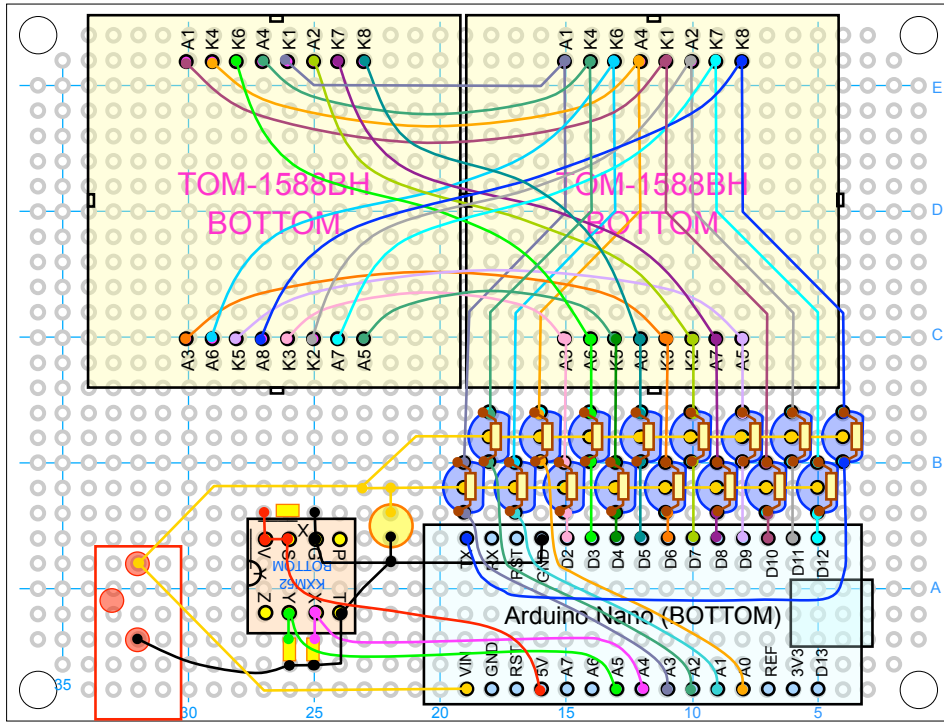 A1 K4 K6 A4 K1 A2 K7 K8
A1 K4 K6 A4 K1 A2 K7 K8
E
TOM-1588BH
BOTTOM
TOM-1588BH
BOTTOM
D
C
A3 A6 K5 A8 K3 K2 A7 A5
A3 A6 K5 A8 K3 K2 A7 A5
B
X
V S G P
BOTTOM
KXM52
Z Y X T
TX RX RST GND D2 D3 D4 D5 D6 D7 D8 D9 D10 D11 D12
A
Arduino Nano (BOTTOM)
VIN GND RST 5V A7 A6 A5 A4 A3 A2 A1 A0 REF 3V3 D13
35
30 25 20 15 10 5